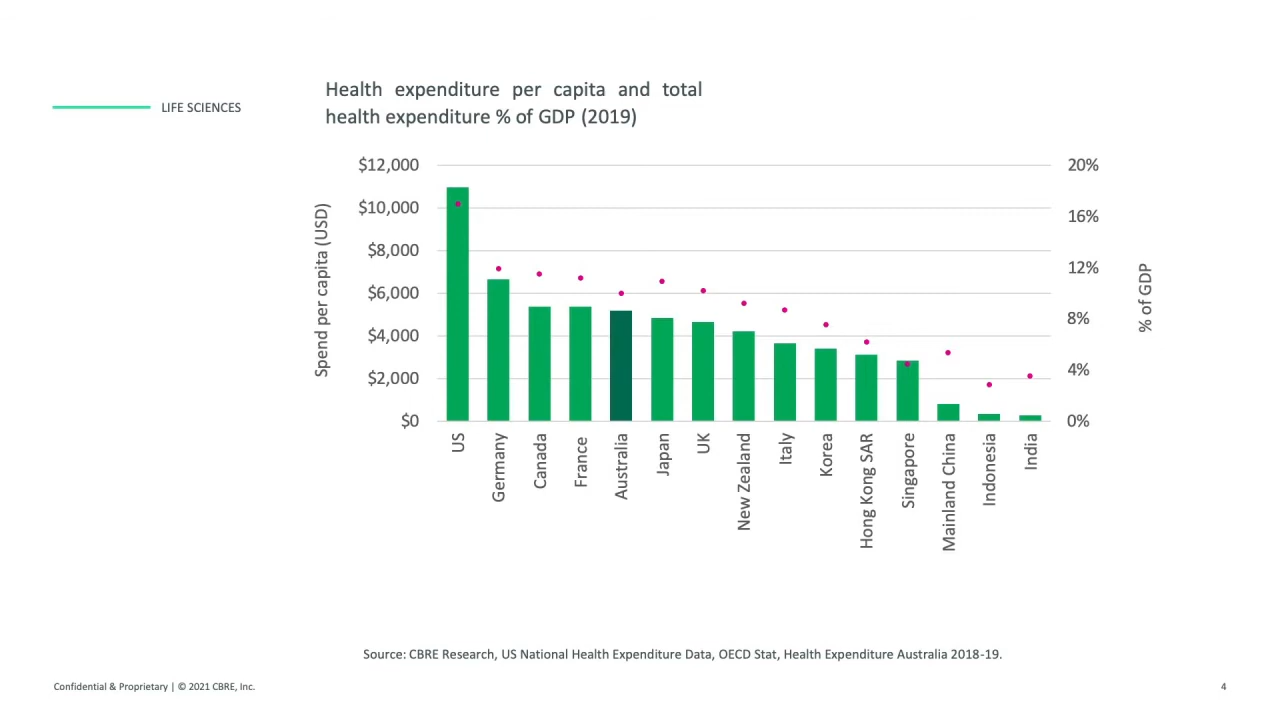 LIFE SCIENCES
Health expenditure per capita and total
health expenditure % of GDP (2019)
Spend per capita (USD)
$12,000
$10,000
$8,000
$6,000
$4,000
$2,000
$0
20%
16%
12%
8%
4%
0%
% of GDP
US
Germany
Canada
France
Australia
Japan
UK
New Zealand
Italy
Korea
Hong Kong SAR
Singapore
Mainland China
Indonesia
India
Source: CBRE Research, US National Health Expenditure Data, OECD Stat, Health Expenditure Australia 2018-19.
Confidential & Proprietary | © 2021 CBRE, Inc.
4